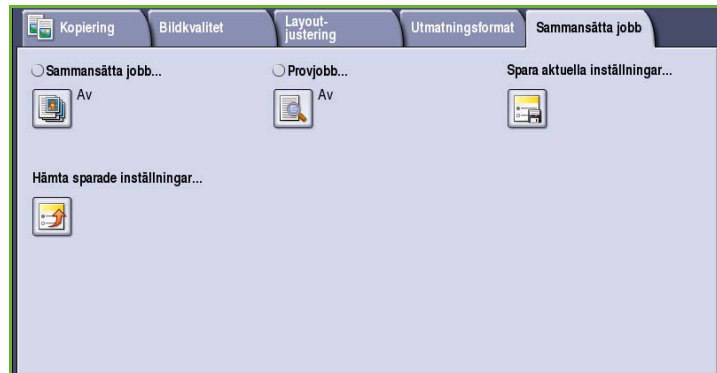 Kopiering
Bildkvalitet
Layout-
justering
Utmatningsformat
Sammansätta jobb
Sammansätta jobb...
Av
Provjobb...
Av
Spara aktuella inställningar...
Hämta sparade inställningar...